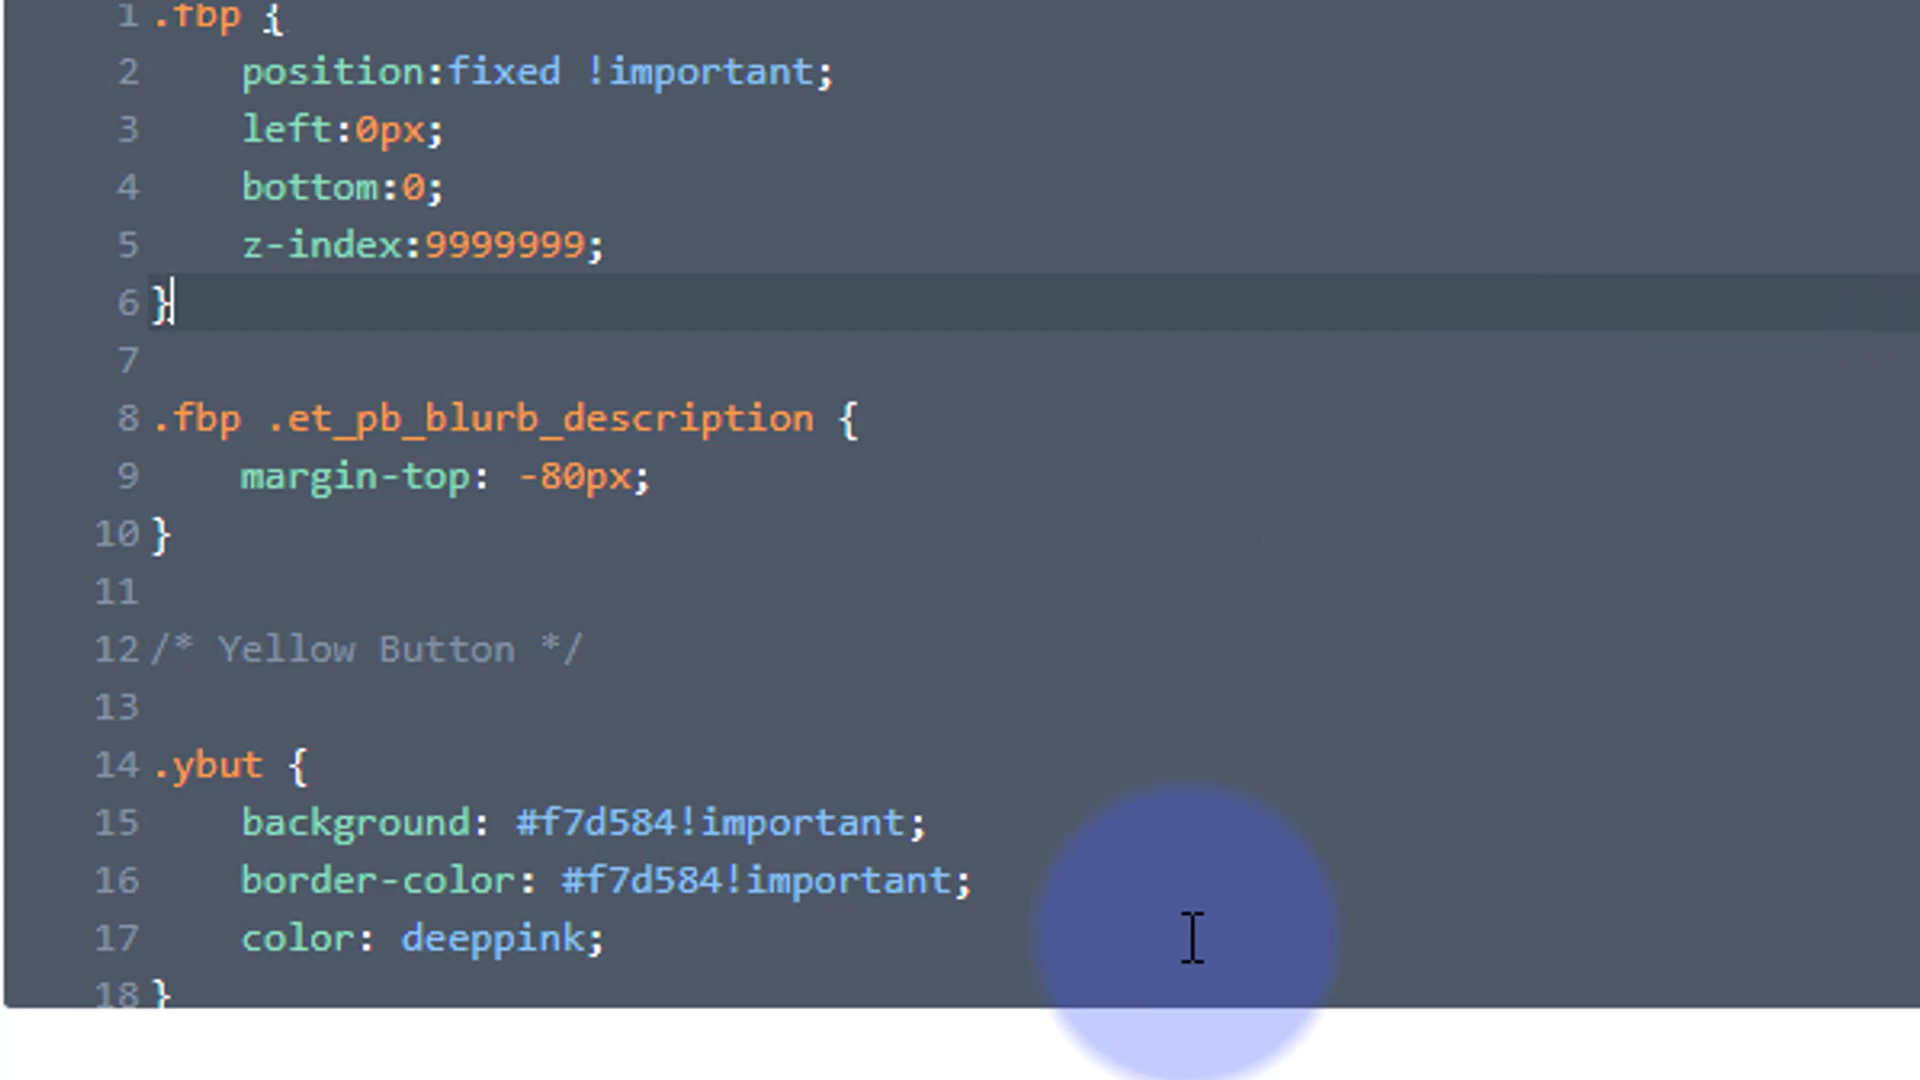 1 .fbp {
2 position:fixed !important;
3 left:0px;
4 bottom:0;
5 z-index:9999999;
6 }
7
8 .fbp .et_pb_blurb_description {
9 margin-top: -80px;
10 }
11
12 /* Yellow Button */
13
14 .ybut {
15 background: #f7d584!important;
16 border-color: #f7d584!important;
17 color: deeppink;
18 }